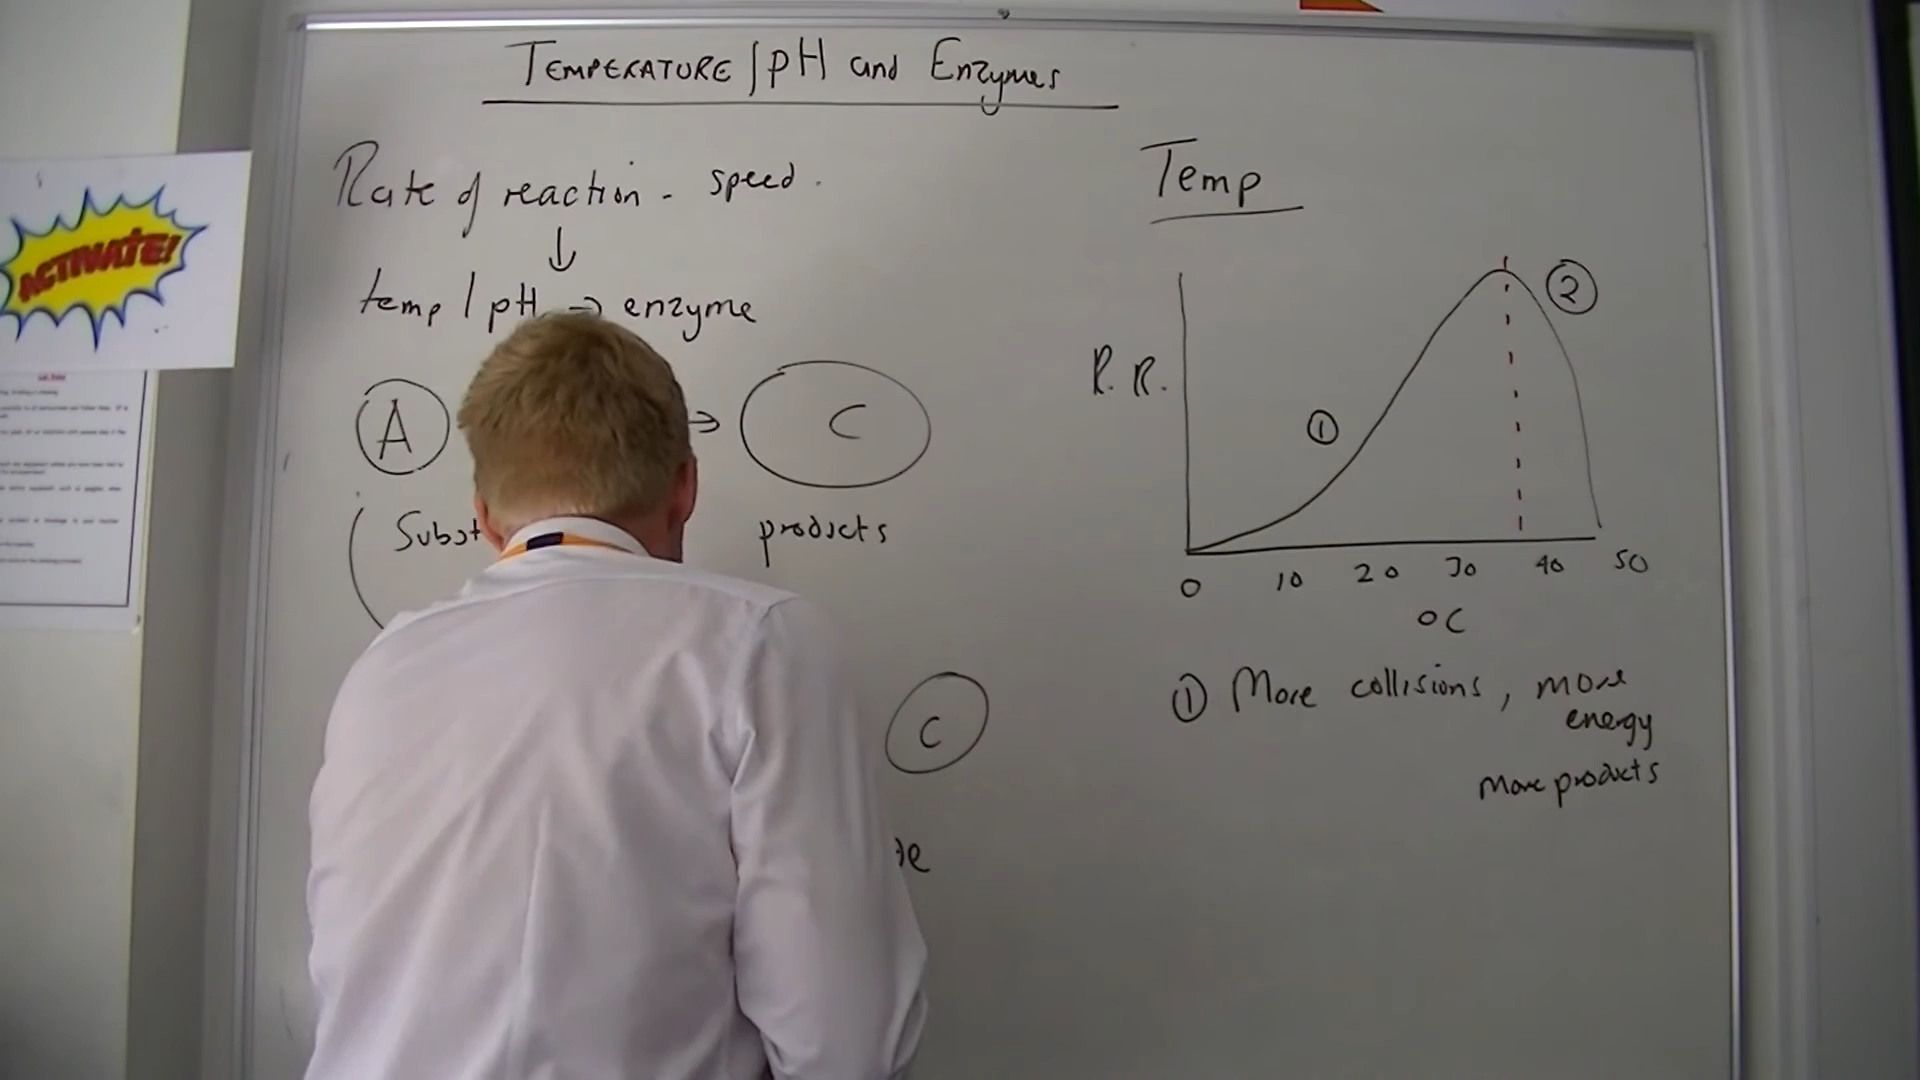 TEMPERATURE / pH and Enzymes
Rate of reaction - speed.
temp / pH → enzyme
A
→ C
products
C
Temp
R.R.
①
②
0 10 20 30 40 50
°C
① More collisions, more
energy
more products
ACTIVATE!